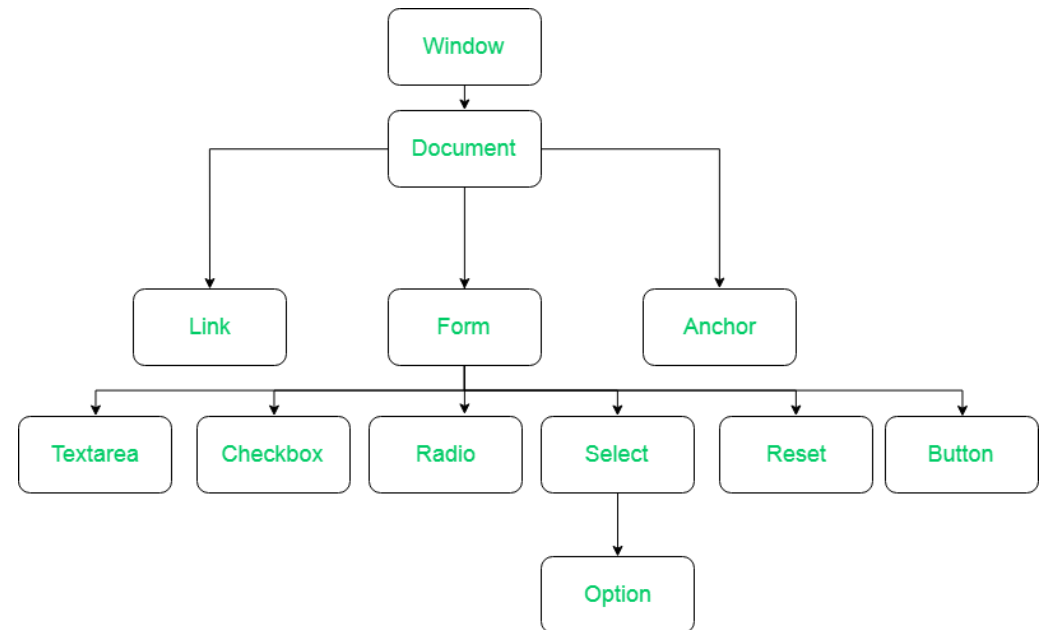 Window
Document
Link
Form
Anchor
Textarea
Checkbox
Radio
Select
Reset
Button
Option